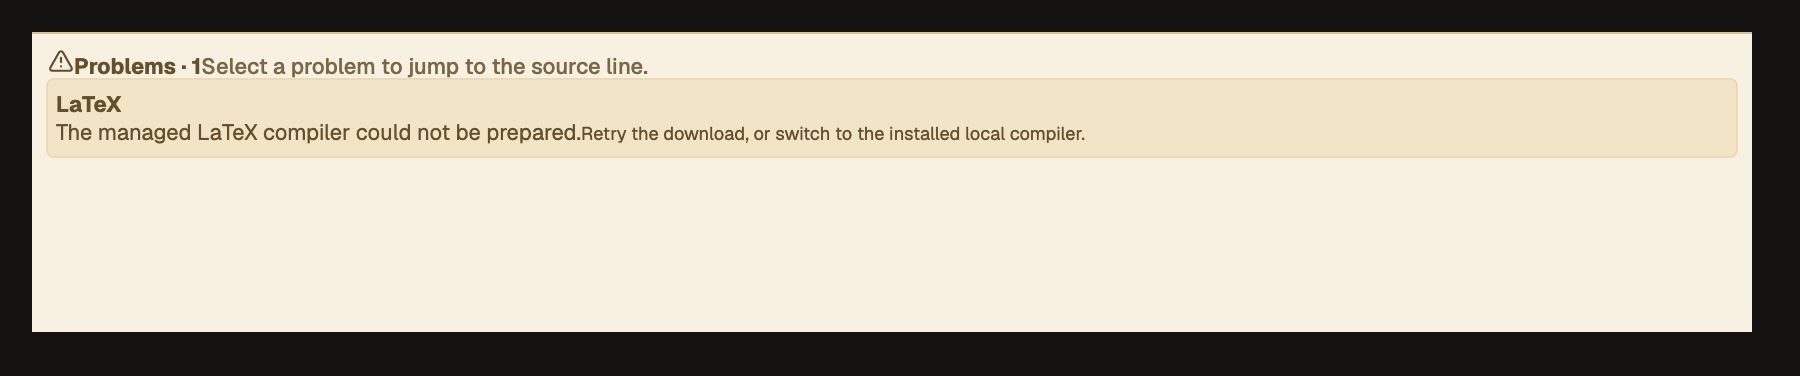 Problems · 1Select a problem to jump to the source line.
LaTeX
The managed LaTeX compiler could not be prepared.Retry the download, or switch to the installed local compiler.